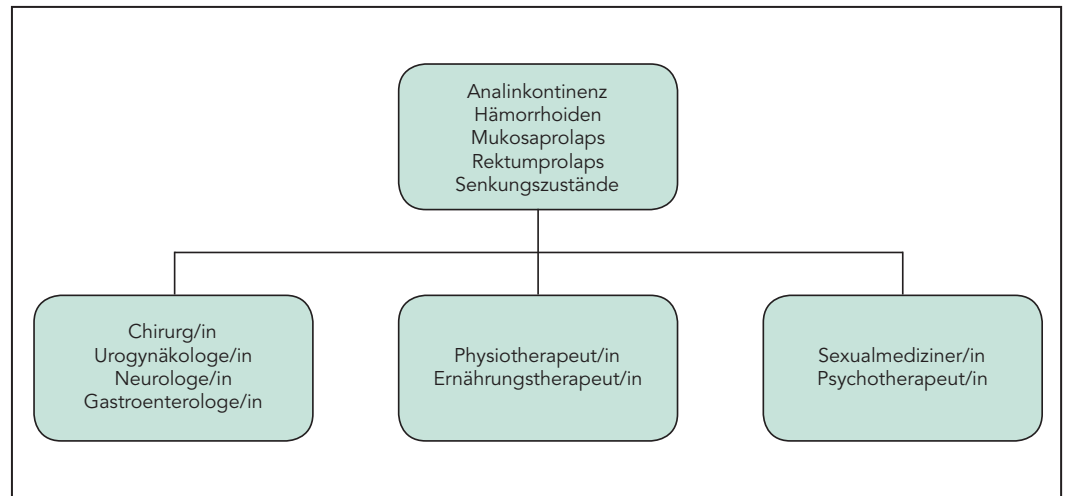 Analinkontinenz
Hämorrhoiden
Mukosaprolaps
Rektumprolaps
Senkungszustände
Chirurg/in
Urogynäkologe/in
Neurologe/in
Gastroenterologe/in
Physiotherapeut/in
Ernährungstherapeut/in
Sexualmediziner/in
Psychotherapeut/in